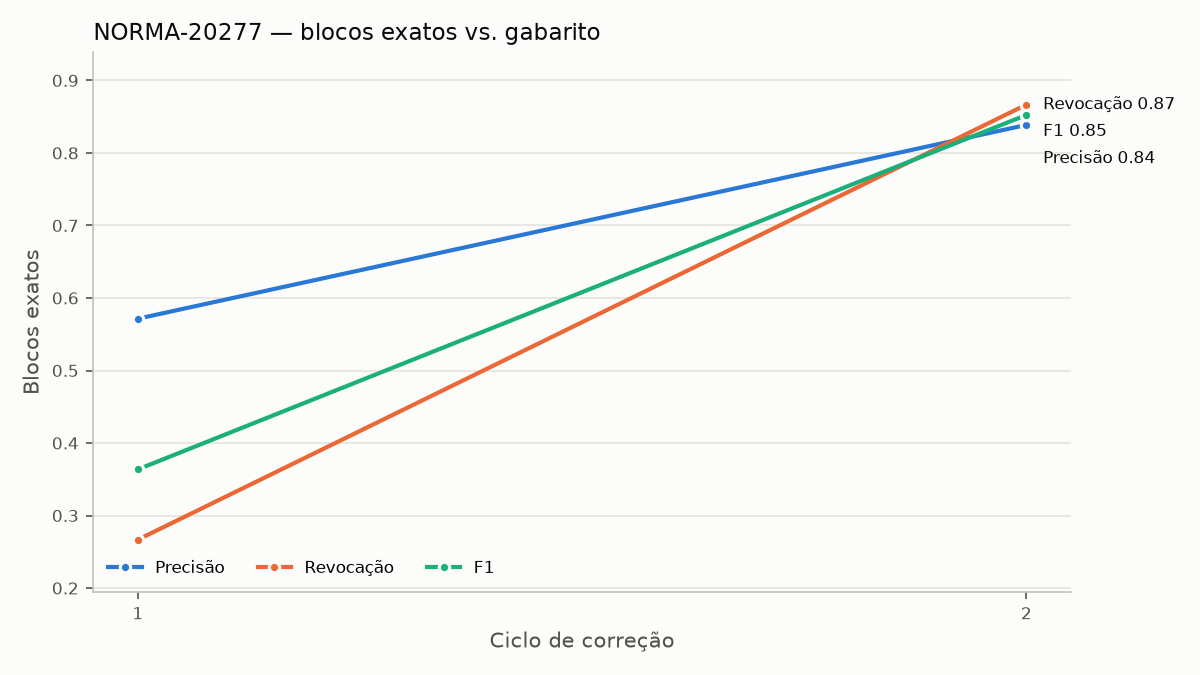 NORMA-20277 — blocos exatos vs. gabarito
Blocos exatos
0.9
0.8
0.7
0.6
0.5
0.4
0.3
0.2
Revocação 0.87
F1 0.85
Precisão 0.84
Precisão Revocação F1
1 2
Ciclo de correção